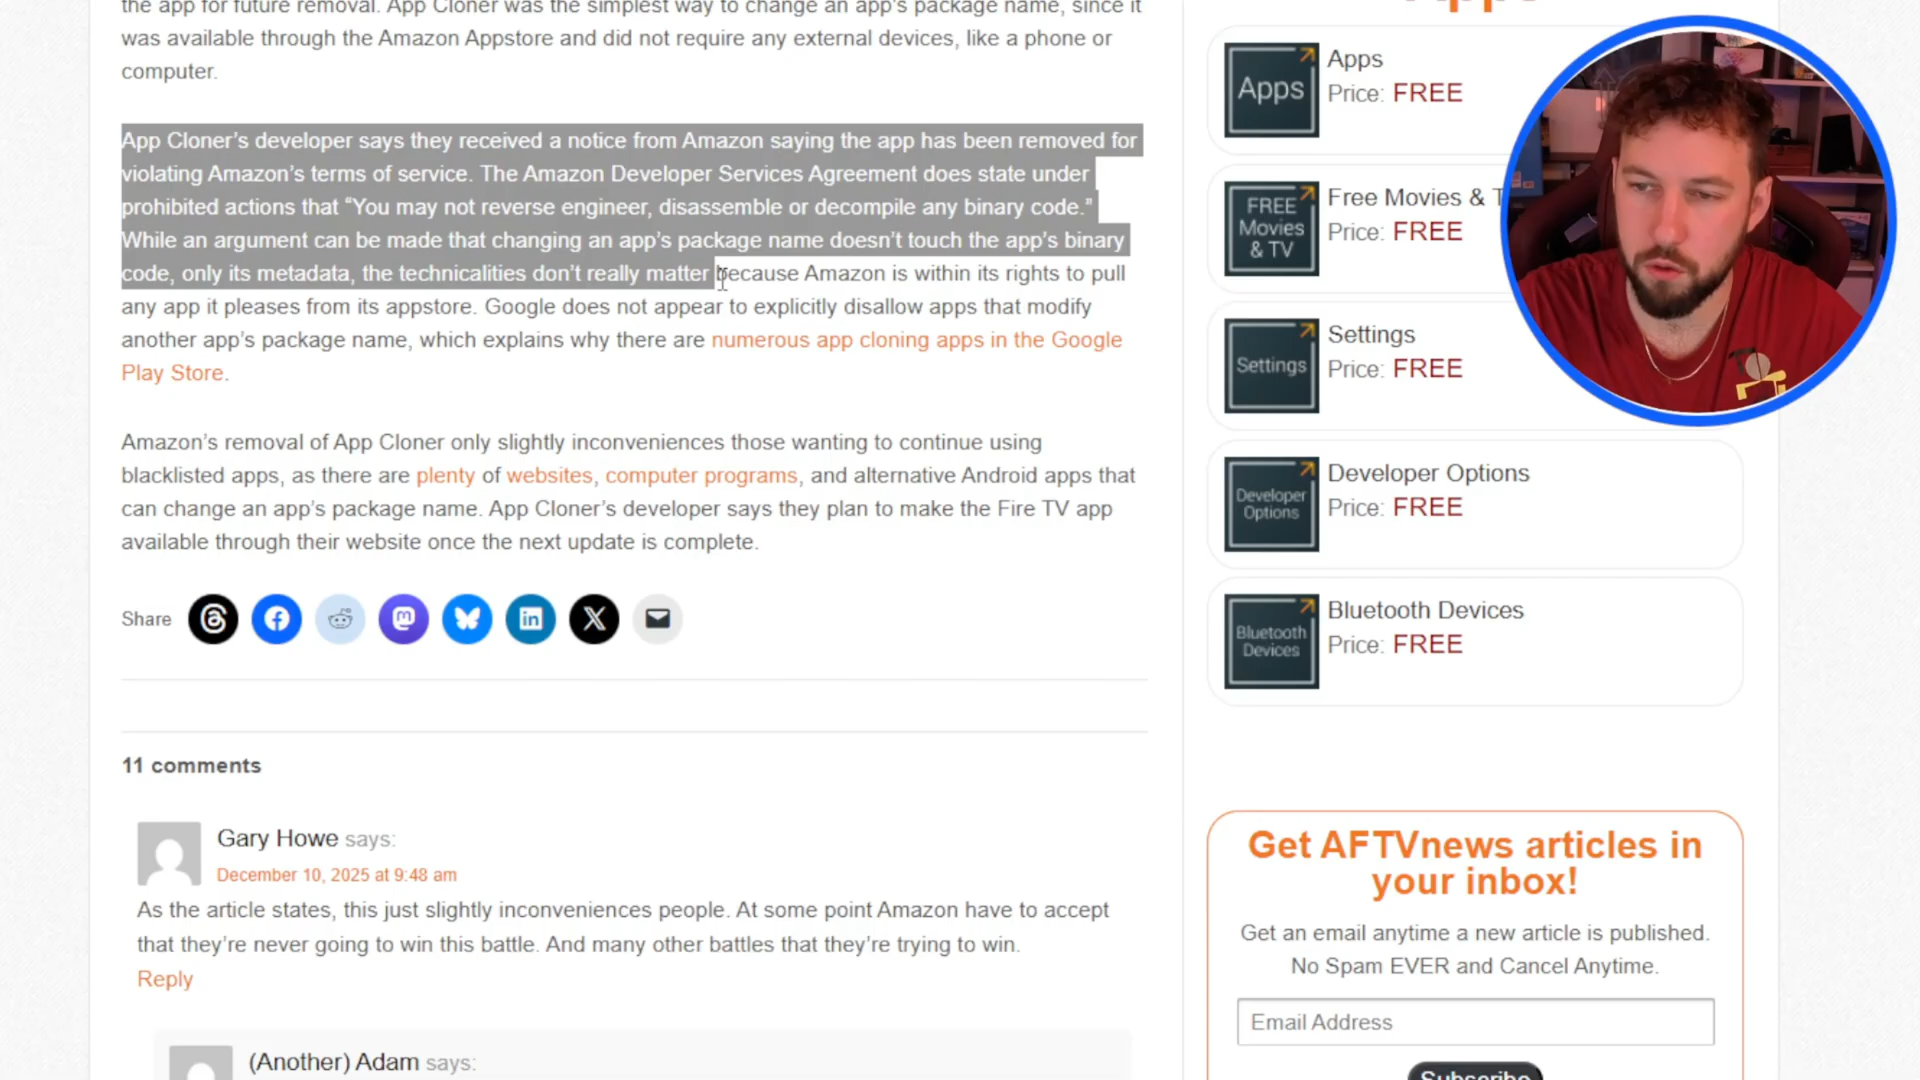 the app for future removal. App Cloner was the simplest way to change an app's package name, since it
was available through the Amazon Appstore and did not require any external devices, like a phone or
computer.
App Cloner's developer says they received a notice from Amazon saying the app has been removed for
violating Amazon's terms of service. The Amazon Developer Services Agreement does state under
prohibited actions that “You may not reverse engineer, disassemble or decompile any binary code.”
While an argument can be made that changing an app's package name doesn't touch the app's binary
code, only its metadata, the technicalities don't really matter because Amazon is within its rights to pull
any app it pleases from its appstore. Google does not appear to explicitly disallow apps that modify
another app's package name, which explains why there are numerous app cloning apps in the Google
Play Store.
Amazon's removal of App Cloner only slightly inconveniences those wanting to continue using
blacklisted apps, as there are plenty of websites, computer programs, and alternative Android apps that
can change an app's package name. App Cloner's developer says they plan to make the Fire TV app
available through their website once the next update is complete.
Share
11 comments
Gary Howe says:
December 10, 2025 at 9:48 am
As the article states, this just slightly inconveniences people. At some point Amazon have to accept
that they're never going to win this battle. And many other battles that they're trying to win.
Reply
(Another) Adam says:
Apps
Apps
Price: FREE
FREE
Movies
& TV
Free Movies & T
Price: FREE
Settings
Settings
Price: FREE
Developer
Options
Developer Options
Price: FREE
Bluetooth
Devices
Bluetooth Devices
Price: FREE
Get AFTVnews articles in
your inbox!
Get an email anytime a new article is published.
No Spam EVER and Cancel Anytime.
Email Address
Subscribe